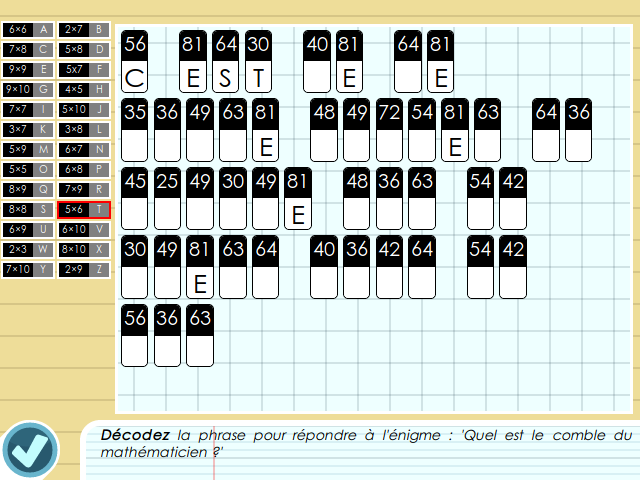 6×6 A 2×7 B
7×8 C 5×8 D
9×9 E 5x7 F
9×10 G 4×5 H
7×7 I 5×10 J
3×7 K 3×8 L
5×9 M 6×7 N
5×5 O 6×8 P
8×9 Q 7×9 R
8×8 S 5×6 T
6×9 U 6×10 V
2×3 W 8×10 X
7×10 Y 2×9 Z
56 81 64 30 40 81 64 81
C E S T E E
35 36 49 63 81 48 49 72 54 81 63 64 36
E E
45 25 49 30 49 81 48 36 63 54 42
E
30 49 81 63 64 40 36 42 64 54 42
E
56 36 63
Décodez la phrase pour répondre à l'énigme : 'Quel est le comble du
mathématicien ?'